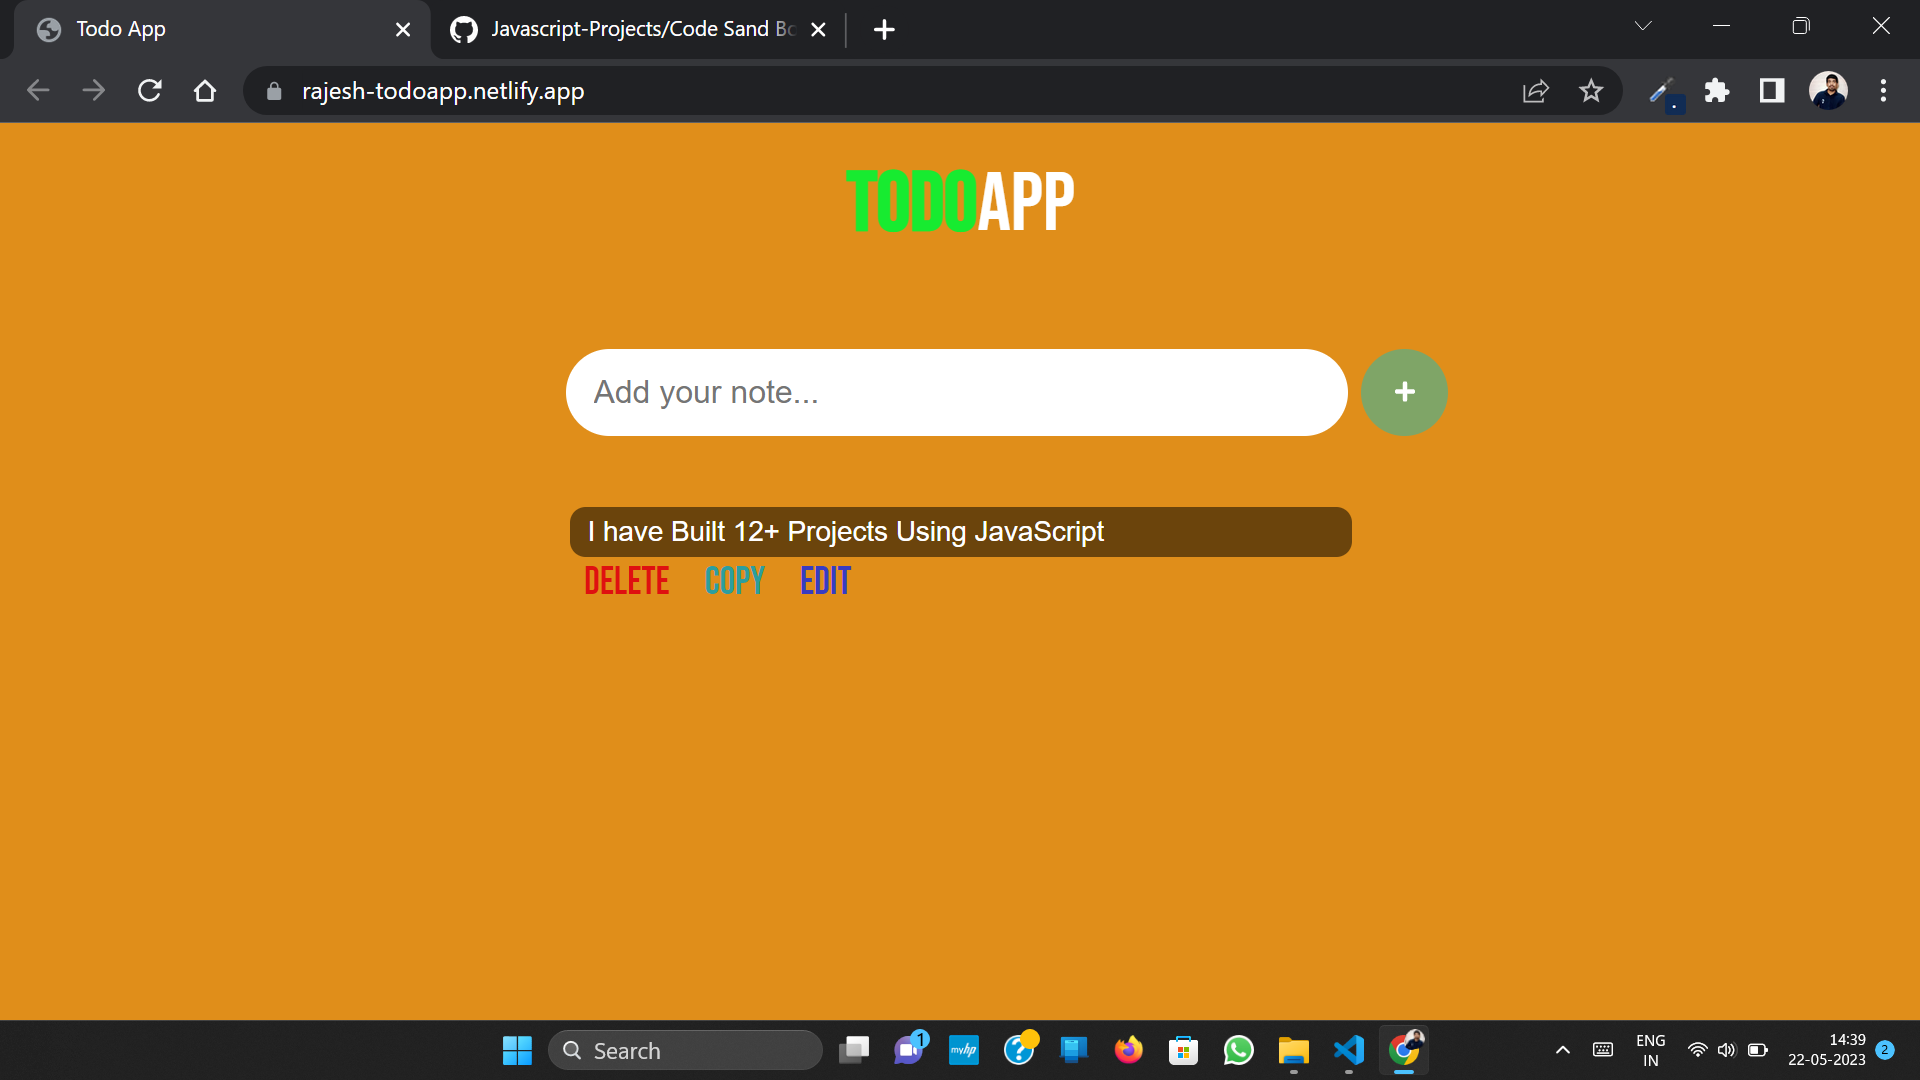 Todo App
Javascript-Projects/Code Sand Bo
rajesh-todoapp.netlify.app
TODOAPP
Add your note...
+
I have Built 12+ Projects Using JavaScript
DELETE COPY EDIT
Search
1
myhp
?
ENG
IN
14:39
22-05-2023
2